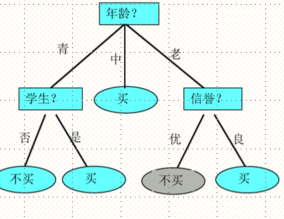 年龄?
青
中
老
学生?
买
信誉?
否
是
优
良
不买
买
不买
买